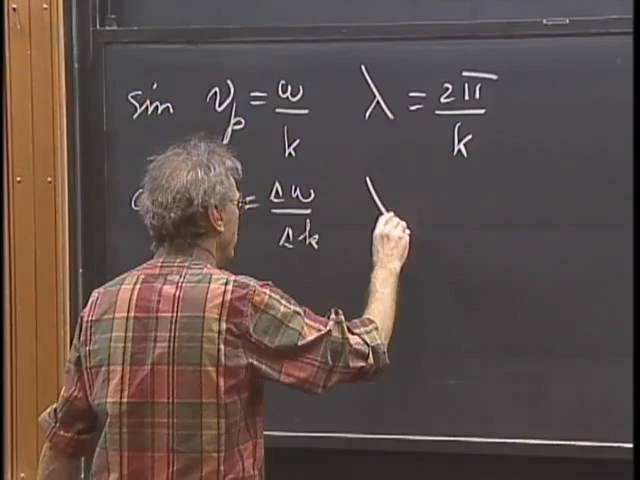 sin v_p = ω/k λ = 2π/k
= Δω/Δk